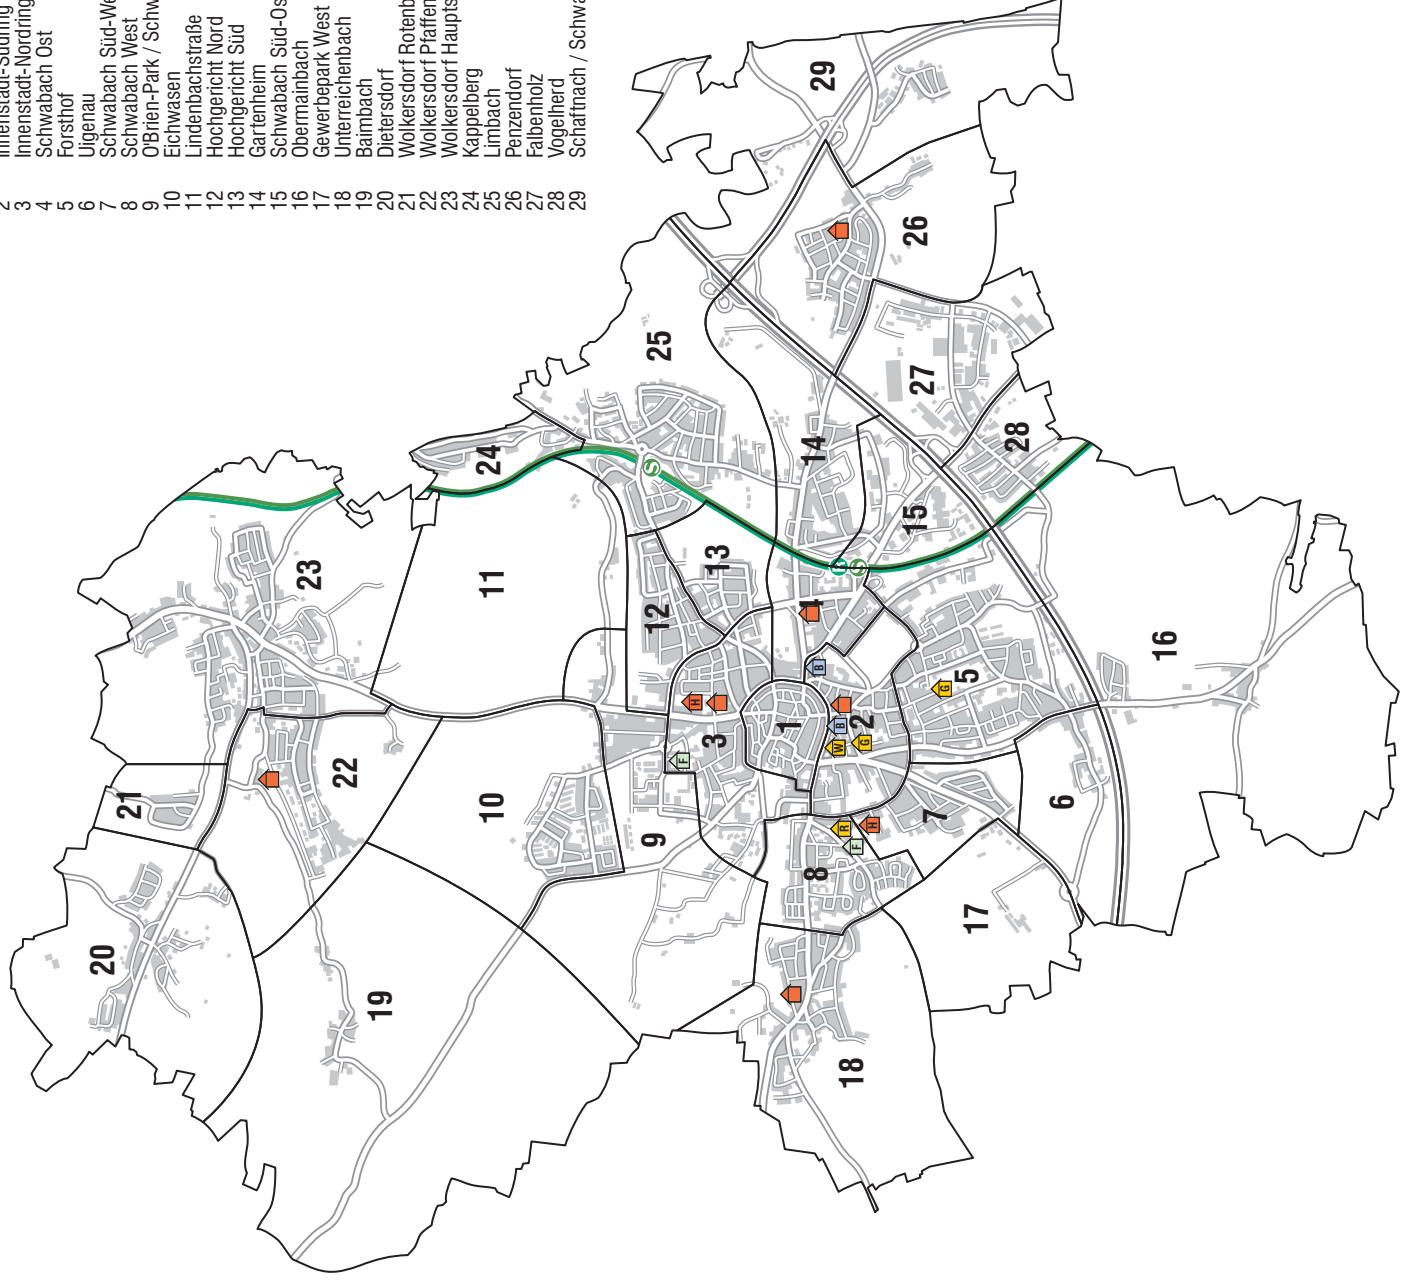 2 Innenstadt-Südring
3 Innenstadt-Nordring
4 Schwabach Ost
5 Forsthof
6 Uigenau
7 Schwabach Süd-We
8 Schwabach West
9 O'Brien-Park / Schw
10 Eichwasen
11 Lindenbachstraße
12 Hochgericht Nord
13 Hochgericht Süd
14 Gartenheim
15 Schwabach Süd-Os
16 Obermainbach
17 Gewerbepark West
18 Unterreichenbach
19 Baimbach
20 Dietersdorf
21 Wolkersdorf Rotenb
22 Wolkersdorf Pfaffen
23 Wolkersdorf Haupts
24 Kappelberg
25 Limbach
26 Penzendorf
27 Falbenholz
28 Vogelherd
29 Schaftnach / Schwa
29
26
25
27
28
24
14
15
23
11
13
12
4
16
5
H
B
3
1
2
B
G
W
G
F
22
21
10
9
8
R
H
F
7
6
17
20
19
18
S
S